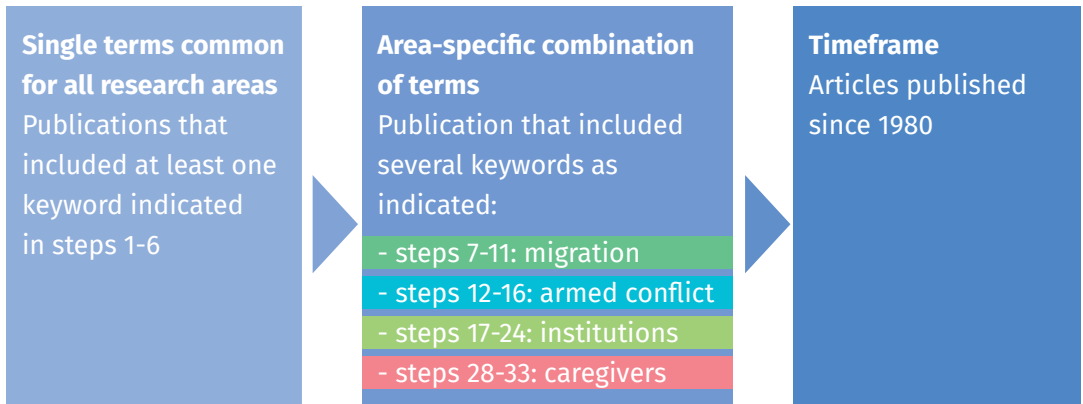 Single terms common
for all research areas
Publications that
included at least one
keyword indicated
in steps 1-6
Area-specific combination
of terms
Publication that included
several keywords as
indicated:
- steps 7-11: migration
- steps 12-16: armed conflict
- steps 17-24: institutions
- steps 28-33: caregivers
Timeframe
Articles published
since 1980